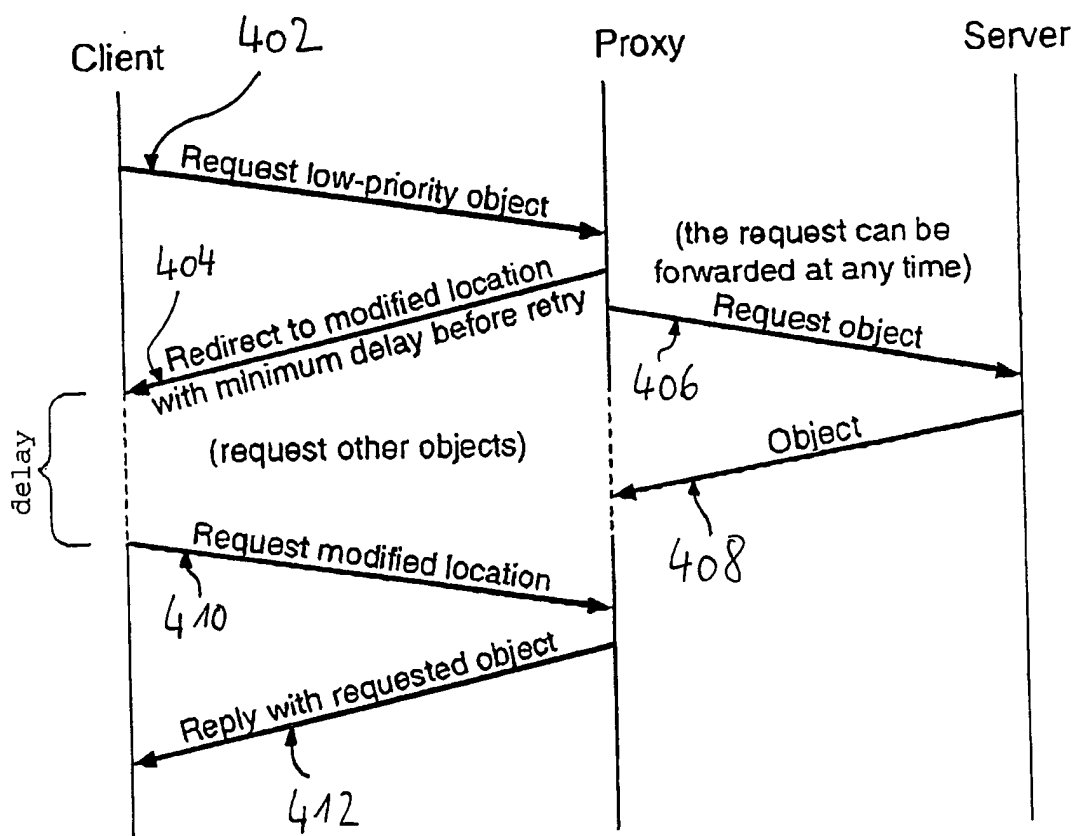 Client
402
Proxy
Server
Request low-priority object
404
Redirect to modified location
with minimum delay before retry
(the request can be
forwarded at any time)
Request object
406
delay
(request other objects)
Object
408
Request modified location
410
Reply with requested object
412